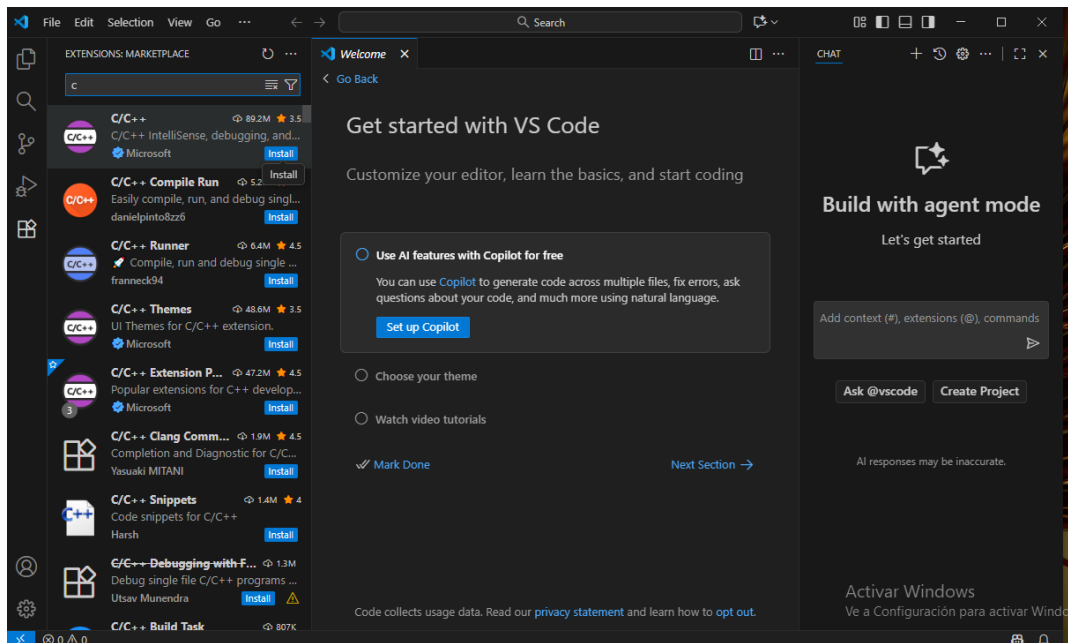 File Edit Selection View Go ··· Search
EXTENSIONS: MARKETPLACE
c
C/C++ 89.2M 3.5
C/C++ IntelliSense, debugging, and...
Microsoft Install
Install
C/C++ Compile Run 5.2
Easily compile, run, and debug singl...
danielpinto8zz6 Install
C/C++ Runner 6.4M 4.5
Compile, run and debug single ...
franneck94 Install
C/C++ Themes 48.6M 3.5
UI Themes for C/C++ extension.
Microsoft Install
C/C++ Extension P... 47.2M 4.5
Popular extensions for C++ develop...
3 Microsoft Install
C/C++ Clang Comm... 1.9M 4.5
Completion and Diagnostic for C/C...
Yasuaki MITANI Install
C/C++ Snippets 1.4M 4
Code snippets for C/C++
Harsh Install
C/C++ Debugging with F... 1.3M
Debug single file C/C++ programs ...
Utsav Munendra Install
C/C++ Build Task 807K
C/C++
C/C++
C/C++
C/C++
C/C++
C++
0 0
Welcome
Go Back
Get started with VS Code
Customize your editor, learn the basics, and start coding
Use AI features with Copilot for free
You can use Copilot to generate code across multiple files, fix errors, ask
questions about your code, and much more using natural language.
Set up Copilot
Choose your theme
Watch video tutorials
Mark Done Next Section
Code collects usage data. Read our privacy statement and learn how to opt out.
CHAT
Build with agent mode
Let's get started
Add context (#), extensions (@), commands
Ask @vscode Create Project
AI responses may be inaccurate.
Activar Windows
Ve a Configuración para activar Windo